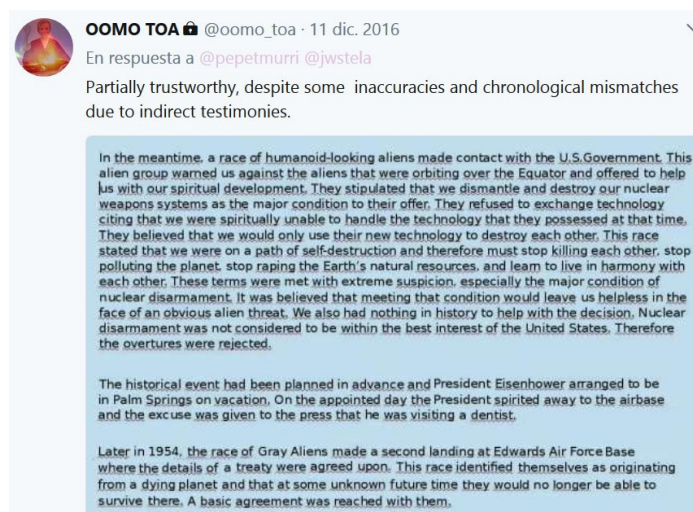 OOMO TOA @oomo_toa · 11 dic. 2016
En respuesta a @pepetmurri @jwstela
Partially trustworthy, despite some inaccuracies and chronological mismatches
due to indirect testimonies.
In the meantime, a race of humanoid-looking aliens made contact with the U.S.Government. This
alien group warned us against the aliens that were orbiting over the Equator and offered to help
us with our spiritual development. They stipulated that we dismantle and destroy our nuclear
weapons systems as the major condition to their offer. They refused to exchange technology
citing that we were spiritually unable to handle the technology that they possessed at that time.
They believed that we would only use their new technology to destroy each other. This race
stated that we were on a path of self-destruction and therefore must stop killing each other, stop
polluting the planet, stop raping the Earth's natural resources, and learn to live in harmony with
each other. These terms were met with extreme suspicion, especially the major condition of
nuclear disarmament. It was believed that meeting that condition would leave us helpless in the
face of an obvious alien threat. We also had nothing in history to help with the decision. Nuclear
disarmament was not considered to be within the best interest of the United States. Therefore
the overtures were rejected.
The historical event had been planned in advance and President Eisenhower arranged to be
in Palm Springs on vacation. On the appointed day the President spirited away to the airbase
and the excuse was given to the press that he was visiting a dentist.
Later in 1954, the race of Gray Aliens made a second landing at Edwards Air Force Base
where the details of a treaty were agreed upon. This race identified themselves as originating
from a dying planet and that at some unknown future time they would no longer be able to
survive there. A basic agreement was reached with them.